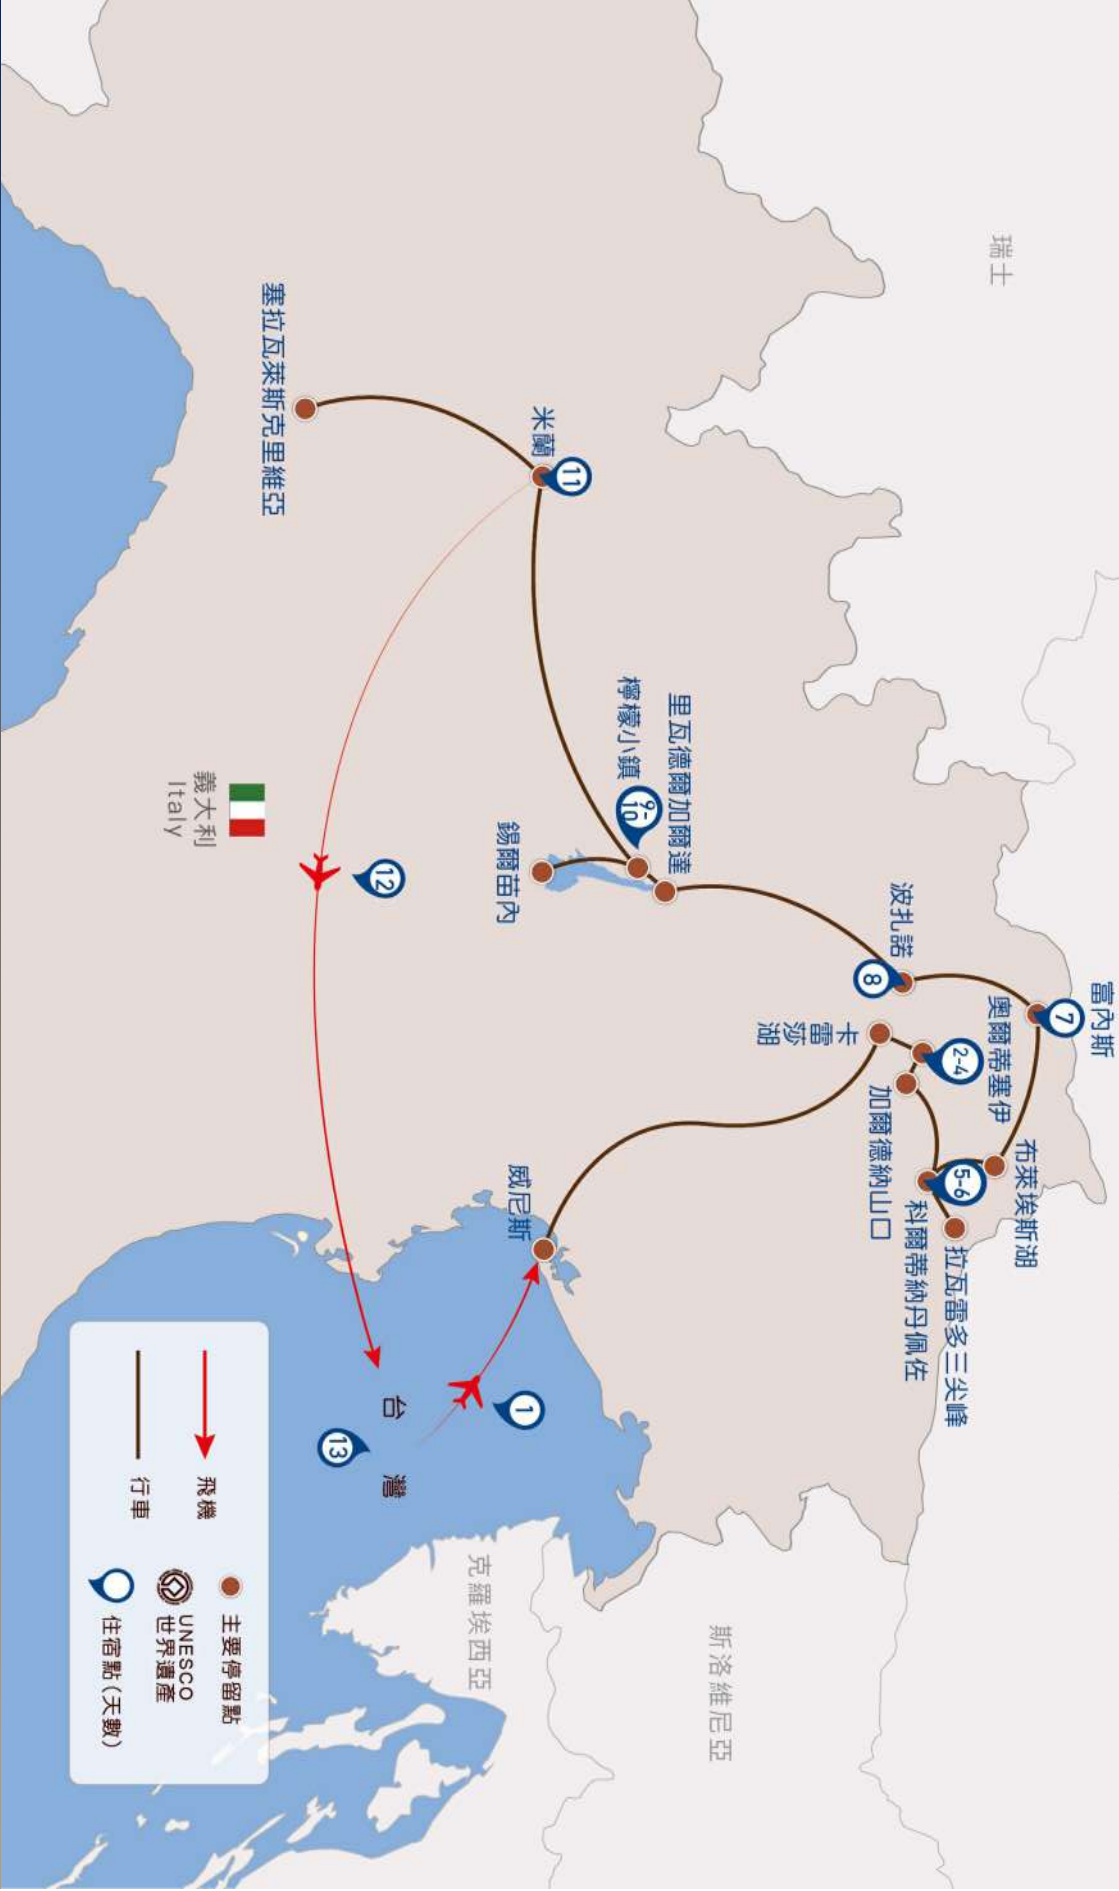 瑞士
富內斯
7
布萊埃斯湖
奧爾蒂塞伊
2-4
5-6
拉瓦雷多三尖峰
科爾蒂納丹佩佐
加爾德納山口
波扎諾
8
卡雷莎湖
斯洛維尼亞
里瓦德爾加爾達
檸檬小鎮
9-10
米蘭
11
錫爾苗內
威尼斯
1
克羅埃西亞
台灣
13
12
塞拉瓦萊斯克里維亞
義大利
Italy
飛機
行車
主要停留點
UNESCO
世界遺產
住宿點(天數)